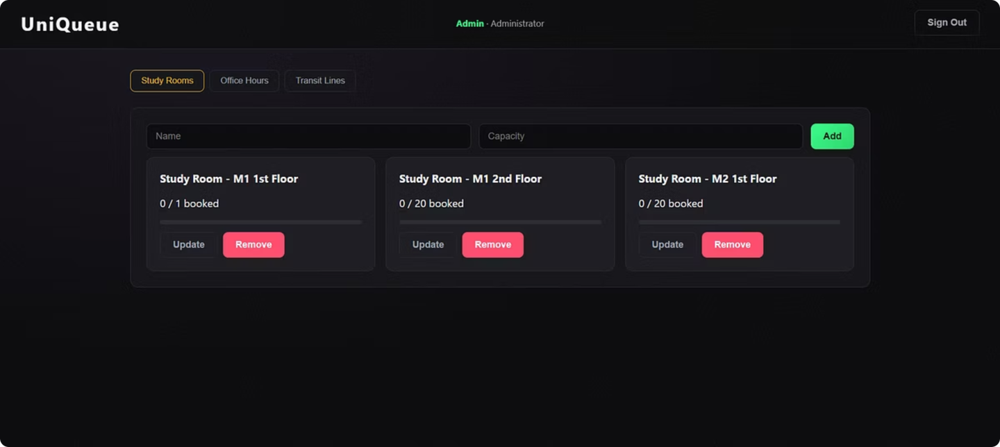 UniQueue
Admin · Administrator
Sign Out
Study Rooms
Office Hours
Transit Lines
Name
Capacity
Add
Study Room - M1 1st Floor
0 / 1 booked
Update
Remove
Study Room - M1 2nd Floor
0 / 20 booked
Update
Remove
Study Room - M2 1st Floor
0 / 20 booked
Update
Remove